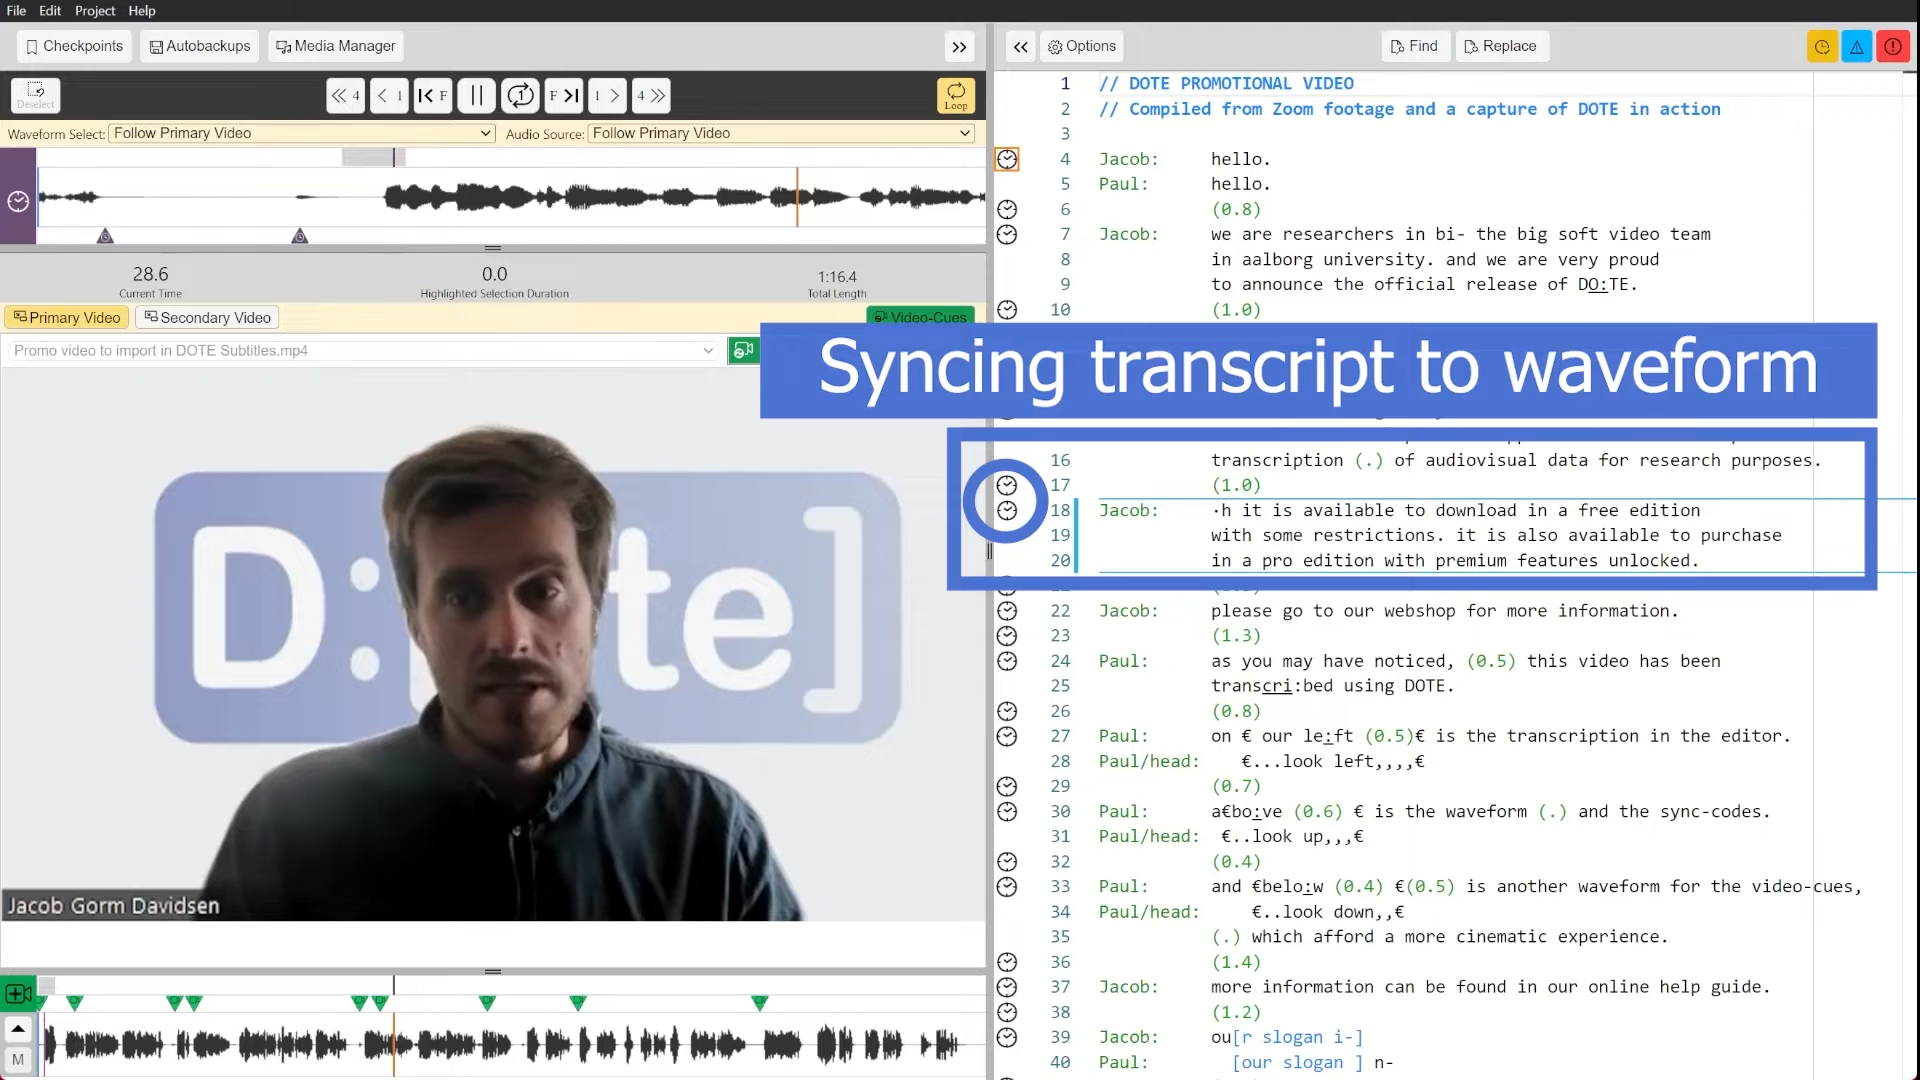 File Edit Project Help
Checkpoints Autobackups Media Manager
Options Find Replace
Deselect
4 1 F 1 F 1 4
Loop
Waveform Select: Follow Primary Video Audio Source: Follow Primary Video
28.6 0.0 1:16.4
Current Time Highlighted Selection Duration Total Length
Primary Video Secondary Video Video-Cues
Promo video to import in DOTE Subtitles.mp4
D: te]
Jacob Gorm Davidsen
M
1 // DOTE PROMOTIONAL VIDEO
2 // Compiled from Zoom footage and a capture of DOTE in action
3
4 Jacob: hello.
5 Paul: hello.
6 (0.8)
7 Jacob: we are researchers in bi- the big soft video team
8 in aalborg university. and we are very proud
9 to announce the official release of DO:TE.
10 (1.0)
Syncing transcript to waveform
16 transcription (.) of audiovisual data for research purposes.
17 (1.0)
18 Jacob: ·h it is available to download in a free edition
19 with some restrictions. it is also available to purchase
20 in a pro edition with premium features unlocked.
22 Jacob: please go to our webshop for more information.
23 (1.3)
24 Paul: as you may have noticed, (0.5) this video has been
25 transcri:bed using DOTE.
26 (0.8)
27 Paul: on € our le:ft (0.5)€ is the transcription in the editor.
28 Paul/head: €...look left,,,,€
29 (0.7)
30 Paul: a€bo:ve (0.6) € is the waveform (.) and the sync-codes.
31 Paul/head: €..look up,,,€
32 (0.4)
33 Paul: and €belo:w (0.4) €(0.5) is another waveform for the video-cues,
34 Paul/head: €..look down,,€
35 (.) which afford a more cinematic experience.
36 (1.4)
37 Jacob: more information can be found in our online help guide.
38 (1.2)
39 Jacob: ou[r slogan i-]
40 Paul: [our slogan ] n-